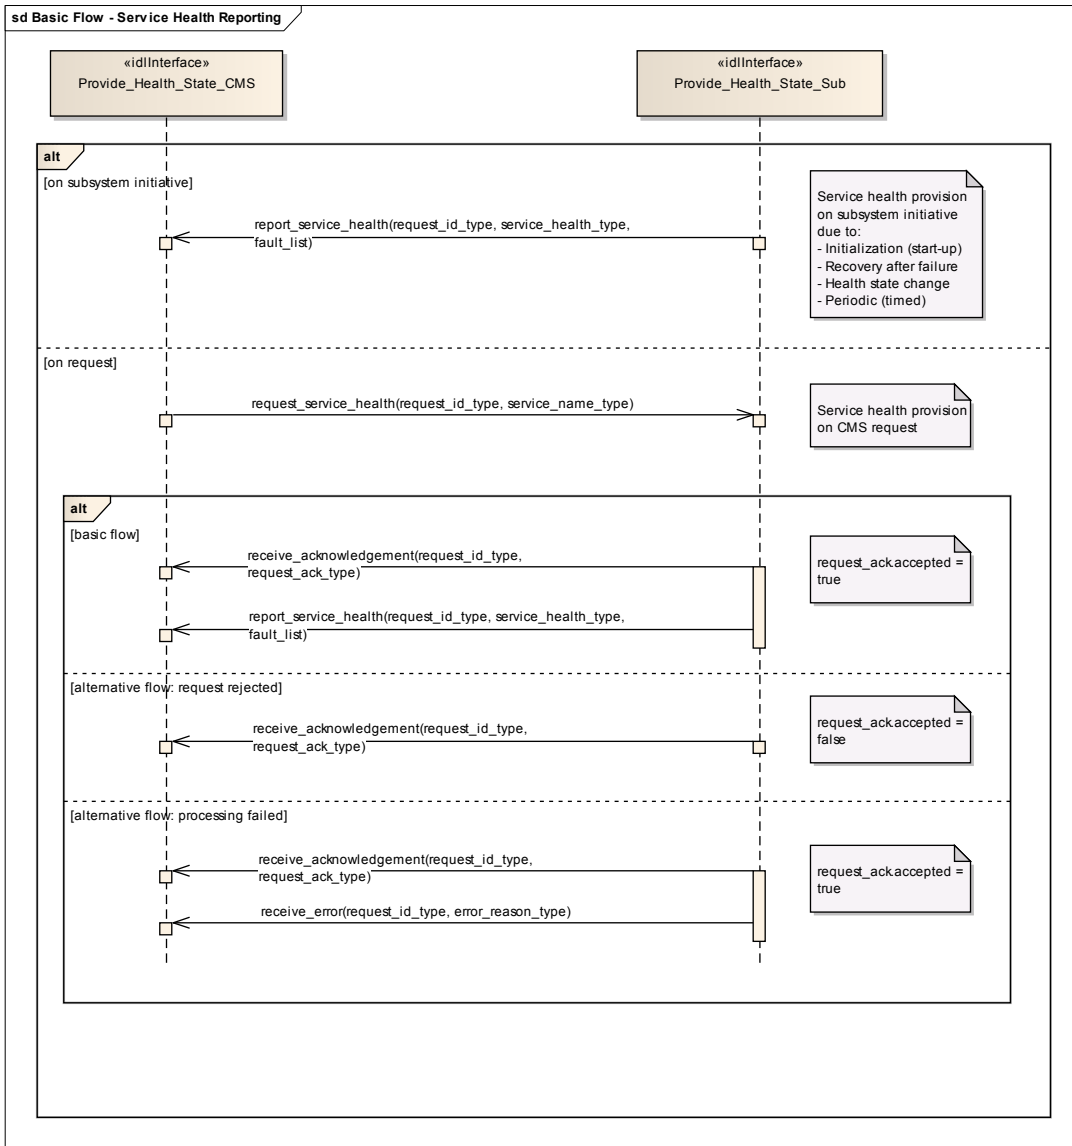 sd Basic Flow - Service Health Reporting
«idlInterface»
Provide_Health_State_CMS
«idlInterface»
Provide_Health_State_Sub
alt
[on subsystem initiative]
report_service_health(request_id_type, service_health_type,
fault_list)
Service health provision
on subsystem initiative
due to:
- Initialization (start-up)
- Recovery after failure
- Health state change
- Periodic (timed)
[on request]
request_service_health(request_id_type, service_name_type)
Service health provision
on CMS request
alt
[basic flow]
receive_acknowledgement(request_id_type,
request_ack_type)
request_ack.accepted =
true
report_service_health(request_id_type, service_health_type,
fault_list)
[alternative flow: request rejected]
receive_acknowledgement(request_id_type,
request_ack_type)
request_ack.accepted =
false
[alternative flow: processing failed]
receive_acknowledgement(request_id_type,
request_ack_type)
request_ack.accepted =
true
receive_error(request_id_type, error_reason_type)